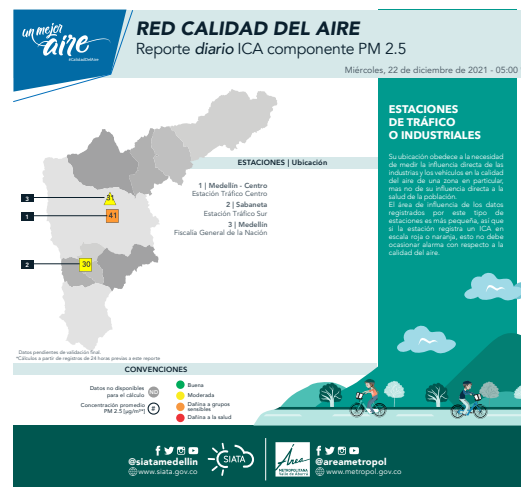 un mejor
aire
#CalidadDelAire
RED CALIDAD DEL AIRE
Reporte diario ICA componente PM 2.5
Miércoles, 22 de diciembre de 2021 - 05:00
ESTACIONES
DE TRÁFICO
O INDUSTRIALES
Su ubicación obedece a la necesidad
de medir la influencia directa de las
industrias y los vehículos en la calidad
del aire de una zona en particular,
mas no de su influencia directa a la
salud de la población.
El área de influencia de los datos
registrados por este tipo de
estaciones es más pequeña, así que
si la estación registra un ICA en
escala roja o naranja, esto no debe
ocasionar alarma con respecto a la
calidad del aire.
ESTACIONES | Ubicación
1 | Medellín - Centro
Estación Tráfico Centro
2 | Sabaneta
Estación Tráfico Sur
3 | Medellín
Fiscalía General de la Nación
3
31
1
41
2
30
Datos pendientes de validación final.
*Cálculos a partir de registros de 24 horas previas a este reporte
CONVENCIONES
Datos no disponibles
para el cálculo
Concentración promedio
PM 2.5 [µg/m³]
#
Buena
Moderada
Dañina a grupos
sensibles
Dañina a la salud
@siatamedellin
www.siata.gov.co
SIATA
Área
METROPOLITANA
Valle de Aburrá
@areametropol
www.metropol.gov.co